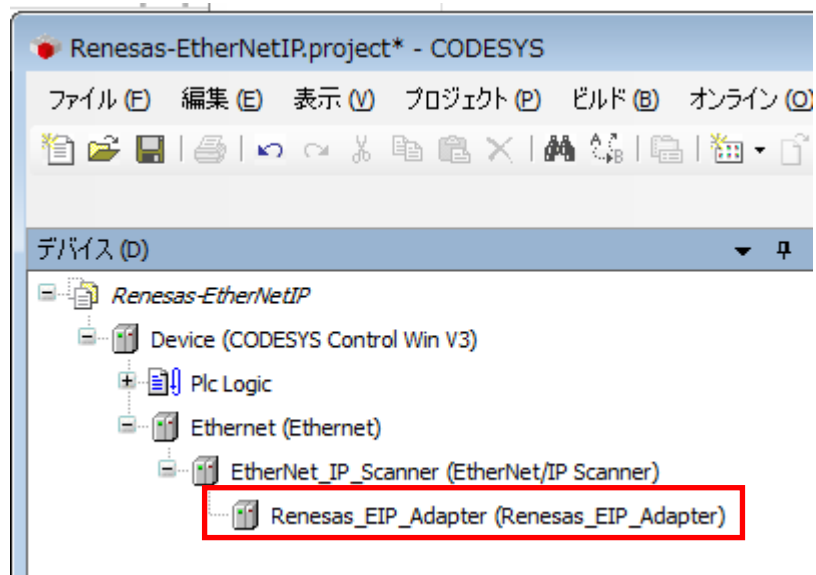 Renesas-EtherNetIP.project* - CODESYS
ファイル (F) 編集 (E) 表示 (V) プロジェクト (P) ビルド (B) オンライン (O)
デバイス (D)
Renesas-EtherNetIP
Device (CODESYS Control Win V3)
Plc Logic
Ethernet (Ethernet)
EtherNet_IP_Scanner (EtherNet/IP Scanner)
Renesas_EIP_Adapter (Renesas_EIP_Adapter)